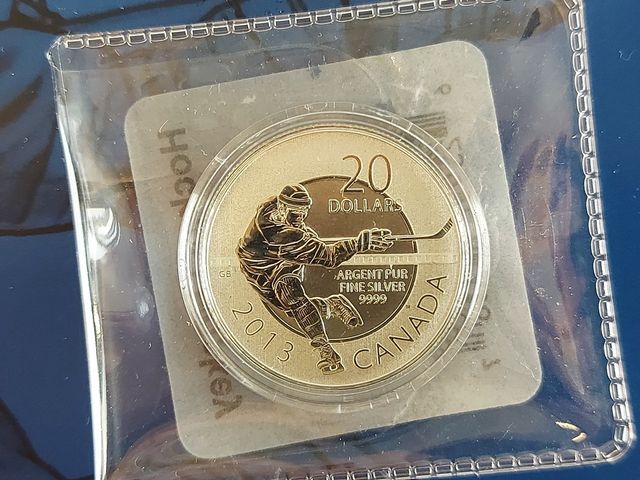 20
DOLLARS
ARGENT PUR
FINE SILVER
9999
GB
2013 CANADA